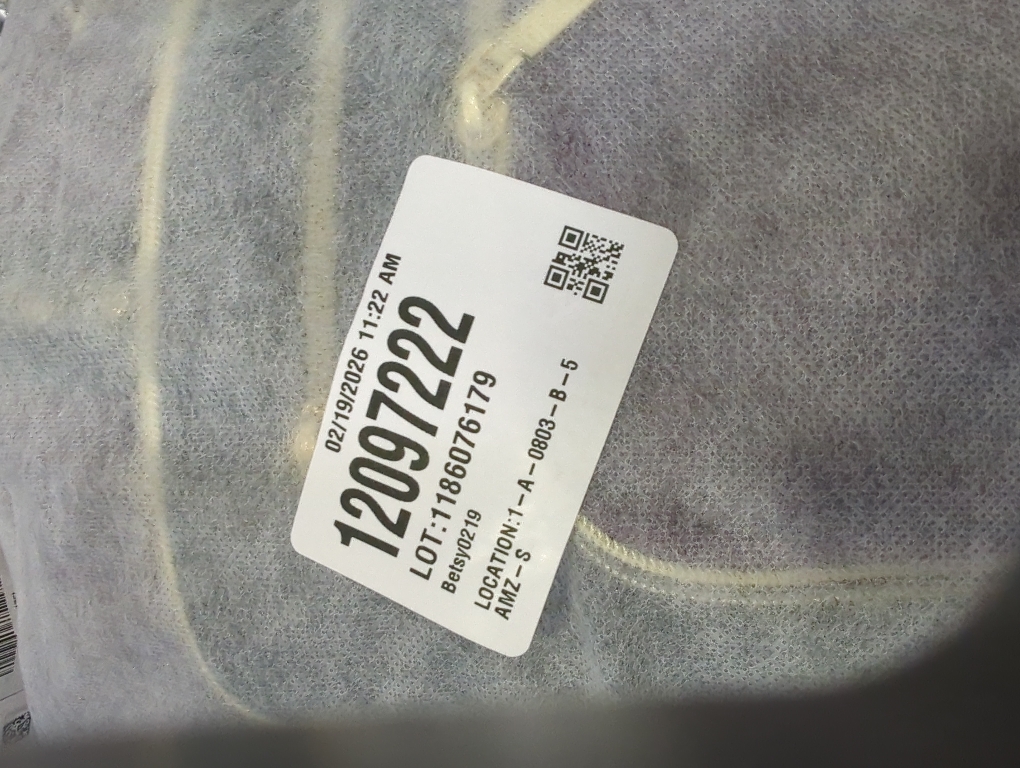 02/19/2026 11:22 AM
12097222
LOT:1186076179
Betsy0219
LOCATION:1-A-0803-B-5
AMZ-S